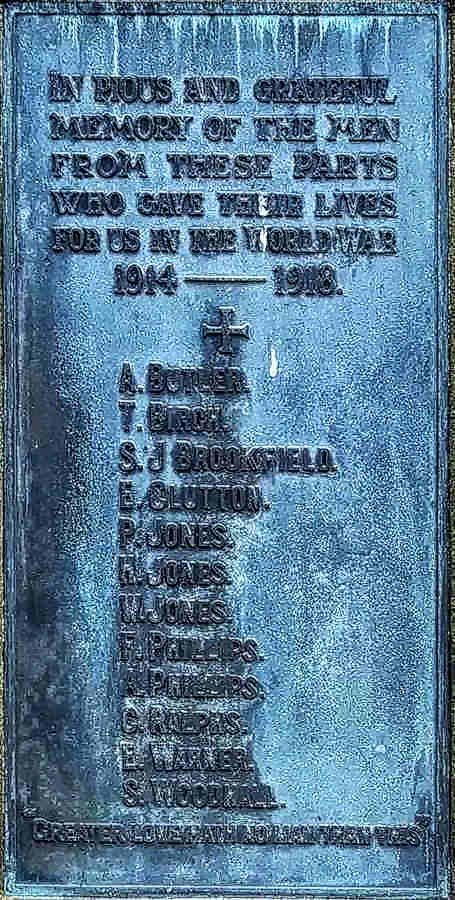 IN PIOUS AND GRATEFUL
MEMORY OF THE MEN
FROM THESE PARTS
WHO GAVE THEIR LIVES
FOR US IN THE WORLD WAR
1914 — 1918.
A. BUTLER.
T. BIRCH.
S. J BROOKFIELD.
E. CLUTTON.
P. JONES.
H. JONES.
W. JONES.
F. PHILLIPS.
A. PHILLIPS.
C. RALPHS.
E. WARNER.
S. WOODHALL.
"GREATER LOVE HATH NO MAN THEN THIS"